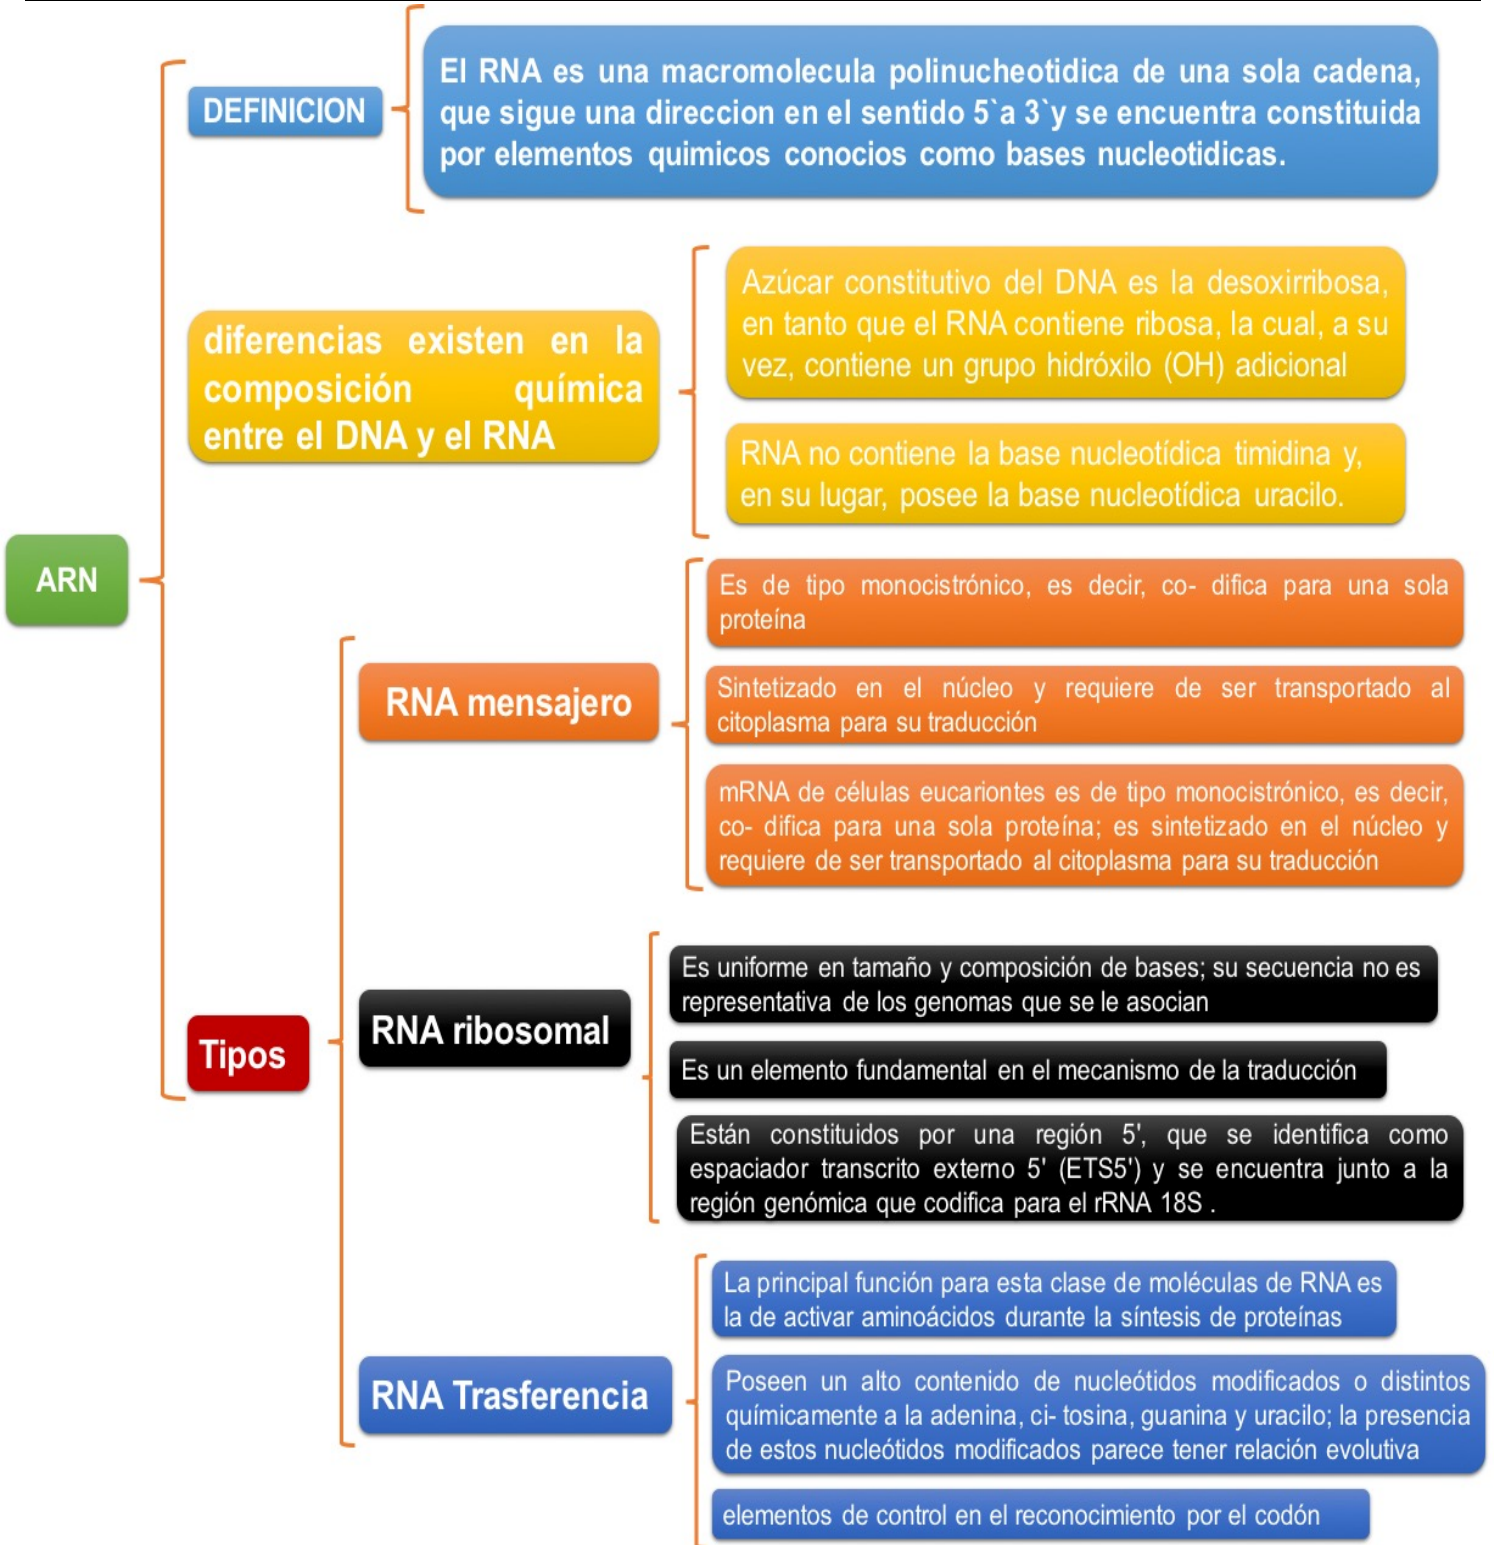 ARN
DEFINICION
El RNA es una macromolecula polinucheotidica de una sola cadena,
que sigue una direccion en el sentido 5`a 3`y se encuentra constituida
por elementos quimicos conocios como bases nucleotidicas.
diferencias existen en la
composición química
entre el DNA y el RNA
Azúcar constitutivo del DNA es la desoxirribosa,
en tanto que el RNA contiene ribosa, la cual, a su
vez, contiene un grupo hidróxilo (OH) adicional
RNA no contiene la base nucleotídica timidina y,
en su lugar, posee la base nucleotídica uracilo.
Tipos
RNA mensajero
Es de tipo monocistrónico, es decir, co- difica para una sola
proteína
Sintetizado en el núcleo y requiere de ser transportado al
citoplasma para su traducción
mRNA de células eucariontes es de tipo monocistrónico, es decir,
co- difica para una sola proteína; es sintetizado en el núcleo y
requiere de ser transportado al citoplasma para su traducción
RNA ribosomal
Es uniforme en tamaño y composición de bases; su secuencia no es
representativa de los genomas que se le asocian
Es un elemento fundamental en el mecanismo de la traducción
Están constituidos por una región 5', que se identifica como
espaciador transcrito externo 5' (ETS5') y se encuentra junto a la
región genómica que codifica para el rRNA 18S .
RNA Trasferencia
La principal función para esta clase de moléculas de RNA es
la de activar aminoácidos durante la síntesis de proteínas
Poseen un alto contenido de nucleótidos modificados o distintos
químicamente a la adenina, ci- tosina, guanina y uracilo; la presencia
de estos nucleótidos modificados parece tener relación evolutiva
elementos de control en el reconocimiento por el codón